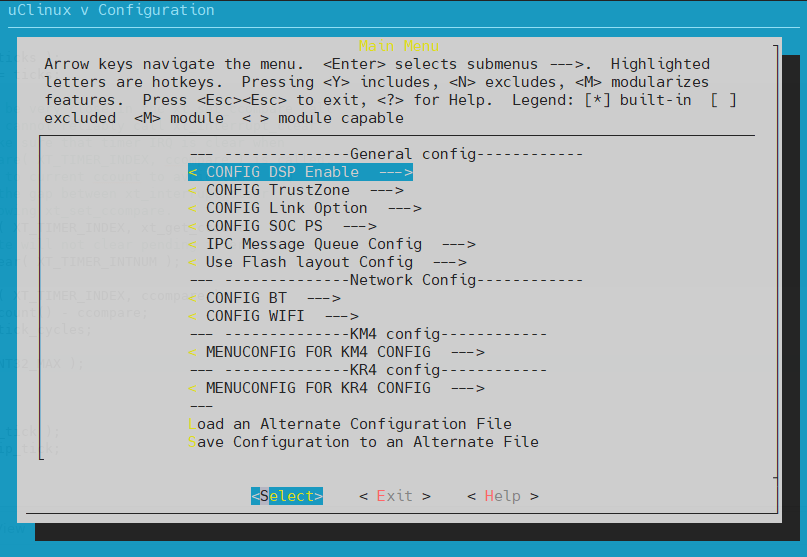 uClinux v Configuration
Main Menu
Arrow keys navigate the menu.  <Enter> selects submenus --->.  Highlighted
letters are hotkeys.  Pressing <Y> includes, <N> excludes, <M> modularizes
features.  Press <Esc><Esc> to exit, <?> for Help.  Legend: [*] built-in  [ ]
excluded  <M> module  < > module capable
--- --------------General config------------
< CONFIG DSP Enable  --->
< CONFIG TrustZone  --->
< CONFIG Link Option  --->
< CONFIG SOC PS  --->
< IPC Message Queue Config  --->
< Use Flash layout Config  --->
--- --------------Network Config------------
< CONFIG BT  --->
< CONFIG WIFI  --->
--- --------------KM4 config------------
< MENUCONFIG FOR KM4 CONFIG  --->
--- --------------KR4 config------------
< MENUCONFIG FOR KR4 CONFIG  --->
---
Load an Alternate Configuration File
Save Configuration to an Alternate File
<Select>    < Exit >    < Help >